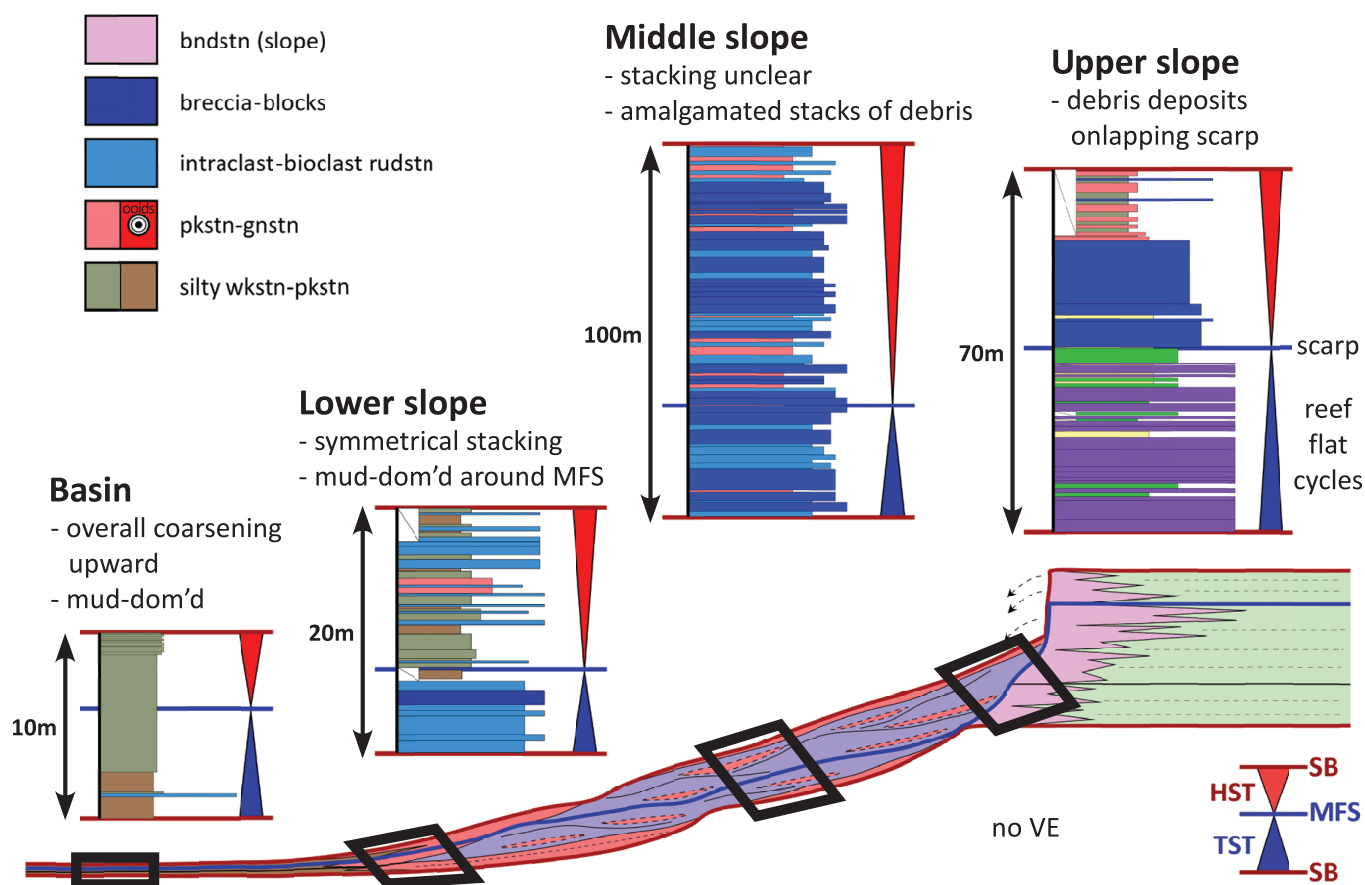 bndstn (slope)
breccia-blocks
intraclast-bioclast rudstn
ooids
pkstn-gnstn
silty wkstn-pkstn
Middle slope
- stacking unclear
- amalgamated stacks of debris
100m
Upper slope
- debris deposits
onlapping scarp
70m
scarp
reef
flat
cycles
Lower slope
- symmetrical stacking
- mud-dom’d around MFS
20m
Basin
- overall coarsening
upward
- mud-dom’d
10m
no VE
SB
HST
MFS
TST
SB